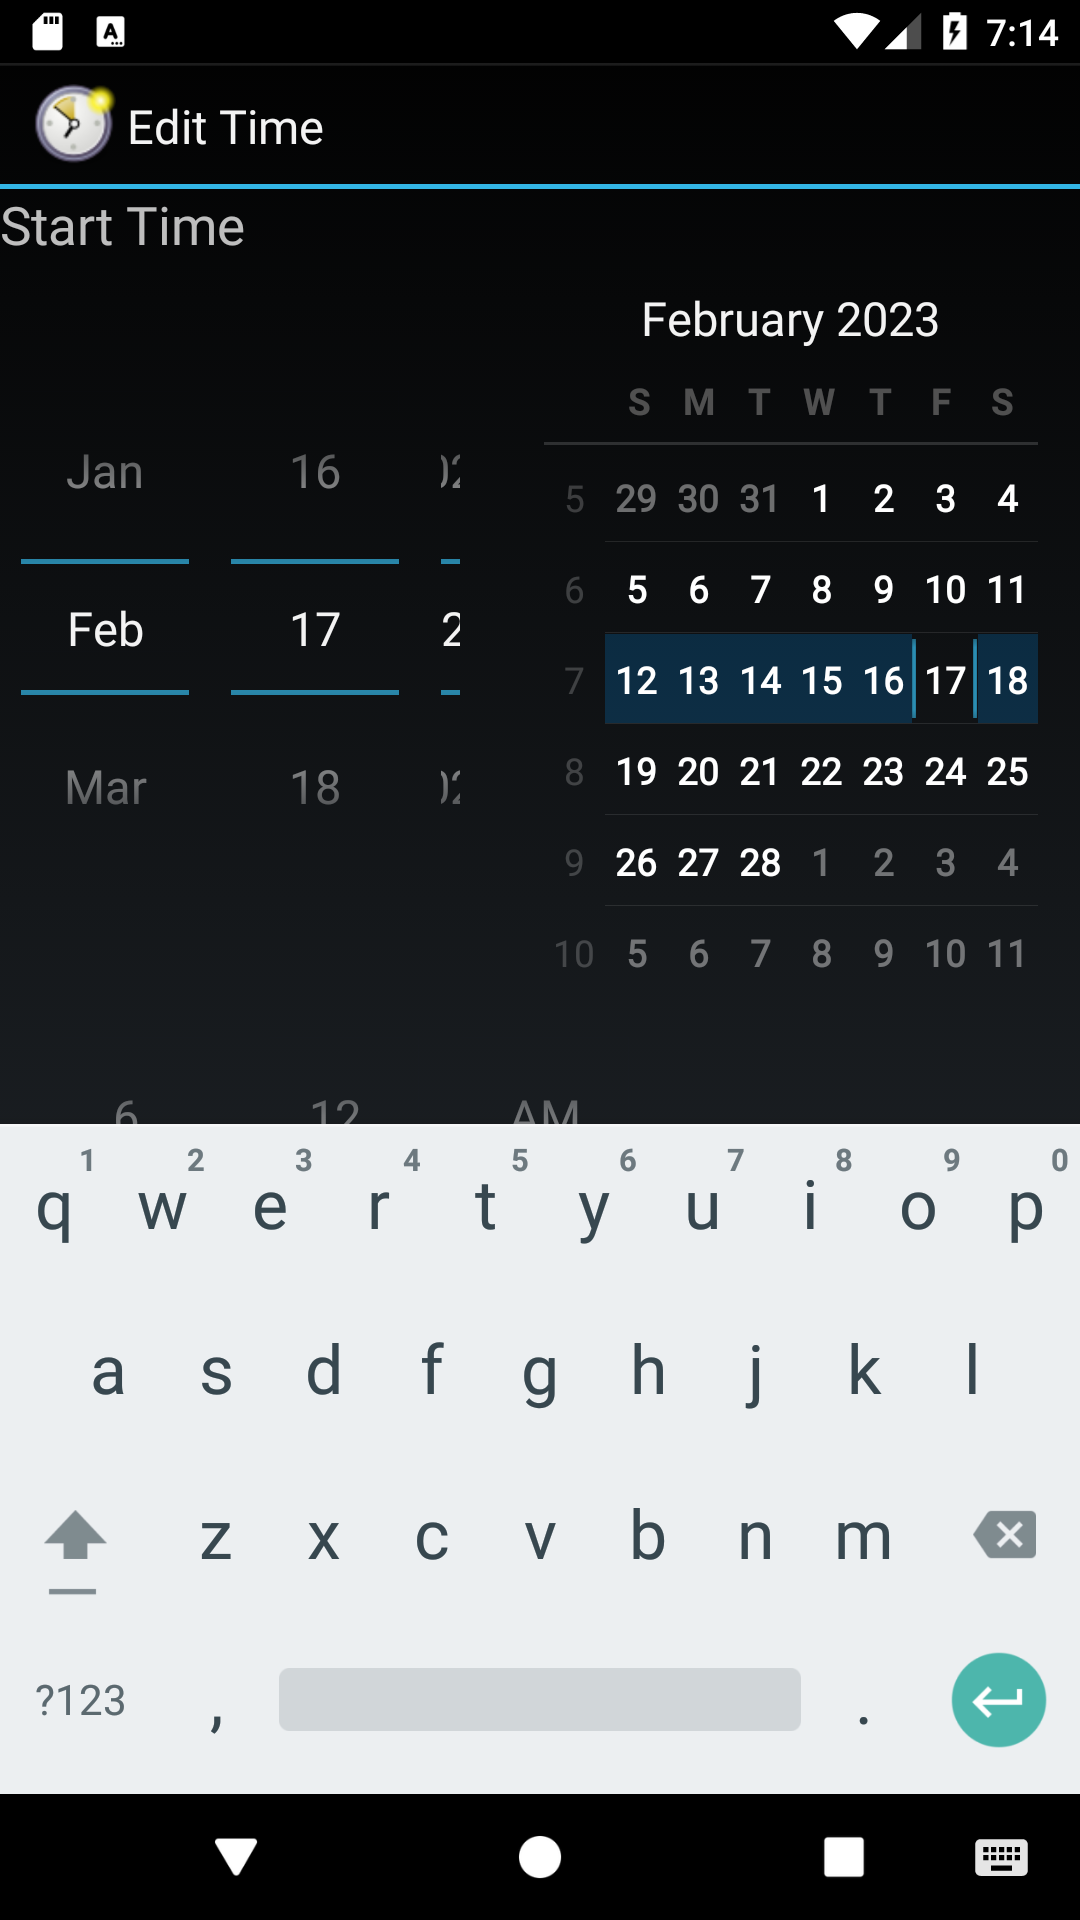 7:14
Edit Time
Start Time
February 2023
S M T W T F S
Jan 16
5 29 30 31 1 2 3 4
6 5 6 7 8 9 10 11
Feb 17 2
7 12 13 14 15 16 17 18
Mar 18
8 19 20 21 22 23 24 25
9 26 27 28 1 2 3 4
10 5 6 7 8 9 10 11
6 12 AM
1 2 3 4 5 6 7 8 9 0
q w e r t y u i o p
a s d f g h j k l
z x c v b n m
?123 , .